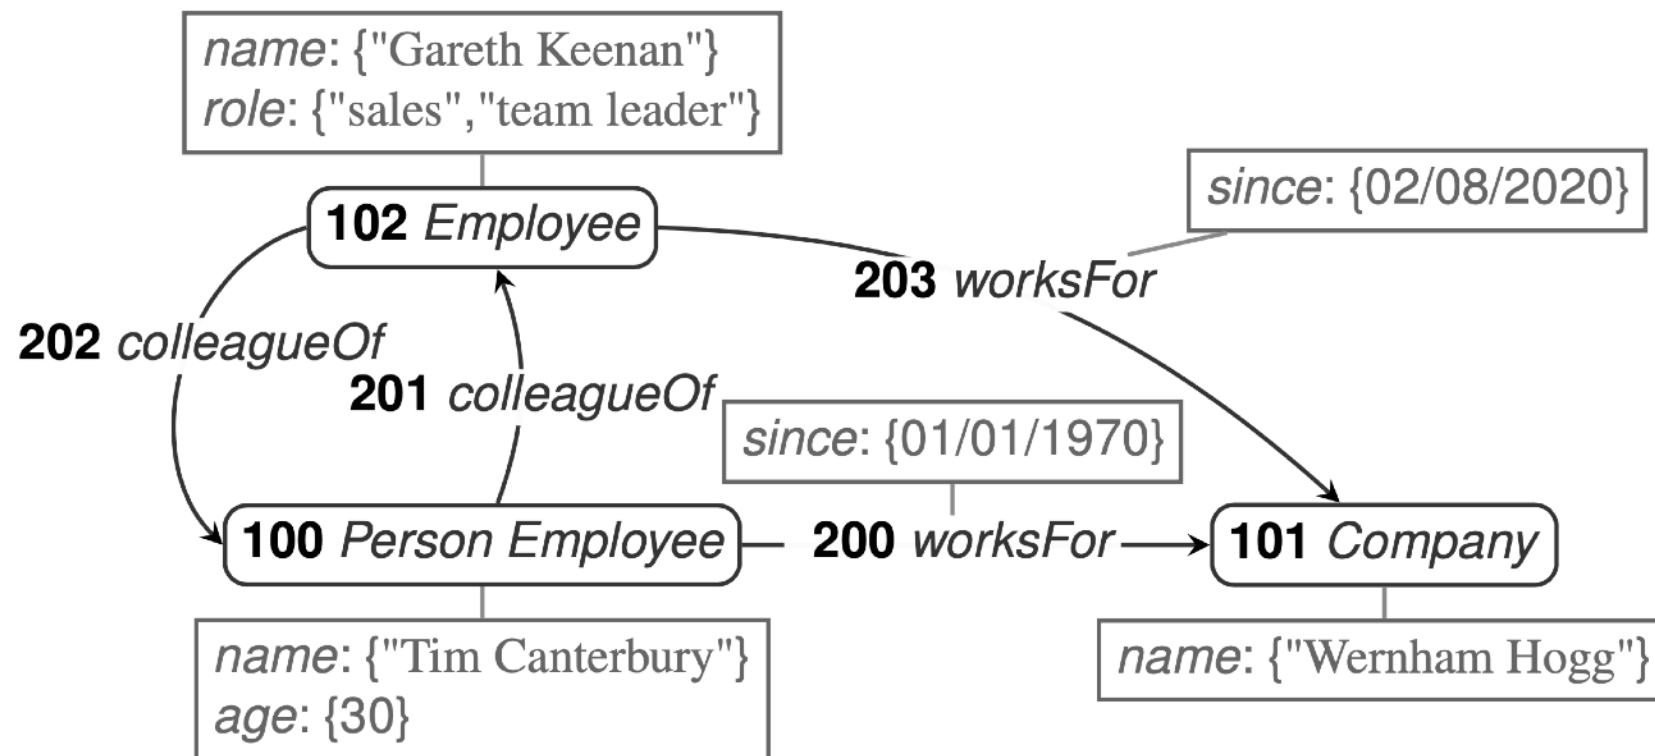 name: {"Gareth Keenan"}
role: {"sales","team leader"}
since: {02/08/2020}
102 Employee
203 worksFor
202 colleagueOf
201 colleagueOf
since: {01/01/1970}
100 Person Employee
200 worksFor
101 Company
name: {"Tim Canterbury"}
age: {30}
name: {"Wernham Hogg"}